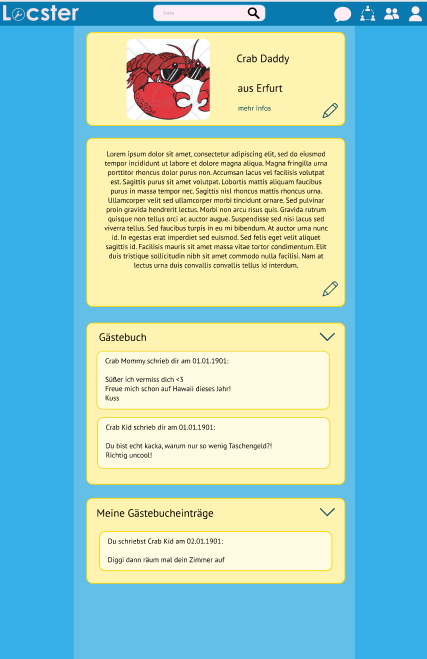 Locster
Suche
Crab Daddy
aus Erfurt
mehr Infos
Lorem ipsum dolor sit amet, consectetur adipiscing elit, sed do eiusmod
tempor incididunt ut labore et dolore magna aliqua. Magna fringilla urna
porttitor rhoncus dolor purus non. Accumsan lacus vel facilisis volutpat
est. Sagittis purus sit amet volutpat. Lobortis mattis aliquam faucibus
purus in massa tempor nec. Sagittis nisl rhoncus mattis rhoncus urna.
Ullamcorper velit sed ullamcorper morbi tincidunt ornare. Sed pulvinar
proin gravida hendrerit lectus. Morbi non arcu risus quis. Gravida rutrum
quisque non tellus orci ac auctor augue. Suspendisse sed nisi lacus sed
viverra tellus. Sed faucibus turpis in eu mi bibendum. At auctor urna nunc
id. In egestas erat imperdiet sed euismod. Sed felis eget velit aliquet
sagittis id. Facilisis mauris sit amet massa vitae tortor condimentum. Elit
duis tristique sollicitudin nibh sit amet commodo nulla facilisi. Nam at
lectus urna duis convallis convallis tellus id interdum.
Gästebuch
Crab Mommy schrieb dir am 01.01.1901:
Süßer ich vermiss dich <3
Freue mich schon auf Hawaii dieses Jahr!
Kuss
Crab Kid schrieb dir am 01.01.1901:
Du bist echt kacka, warum nur so wenig Taschengeld?!
Richtig uncool!
Meine Gästebucheinträge
Du schriebst Crab Kid am 02.01.1901:
Diggi dann räum mal dein Zimmer auf